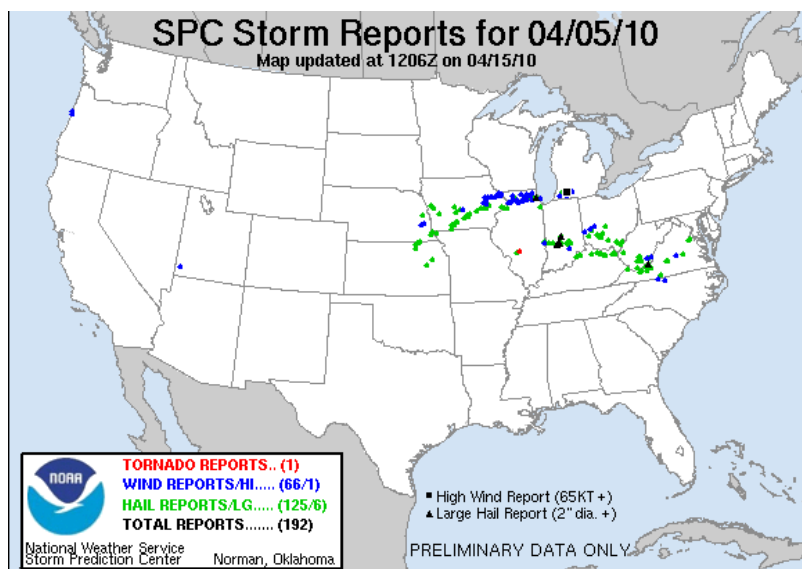 SPC Storm Reports for 04/05/10
Map updated at 1206Z on 04/15/10
NOAA
TORNADO REPORTS.. (1)
WIND REPORTS/HI..... (66/1)
HAIL REPORTS/LG..... (125/6)
TOTAL REPORTS....... (192)
National Weather Service
Storm Prediction Center Norman, Oklahoma
High Wind Report (65KT +)
Large Hail Report (2" dia. +)
PRELIMINARY DATA ONLY